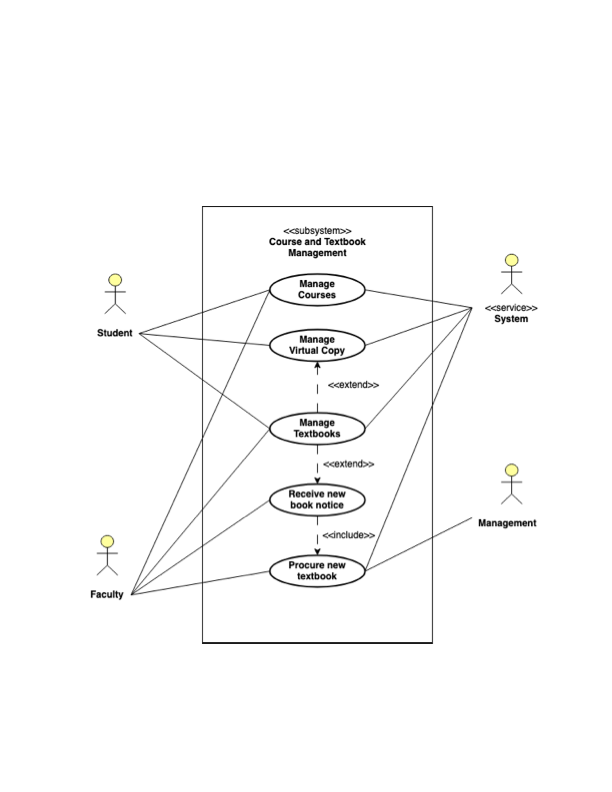 <<subsystem>>
Course and Textbook
Management
Manage
Courses
Student
<<service>>
System
Manage
Virtual Copy
<<extend>>
Manage
Textbooks
<<extend>>
Receive new
book notice
Management
<<include>>
Procure new
textbook
Faculty